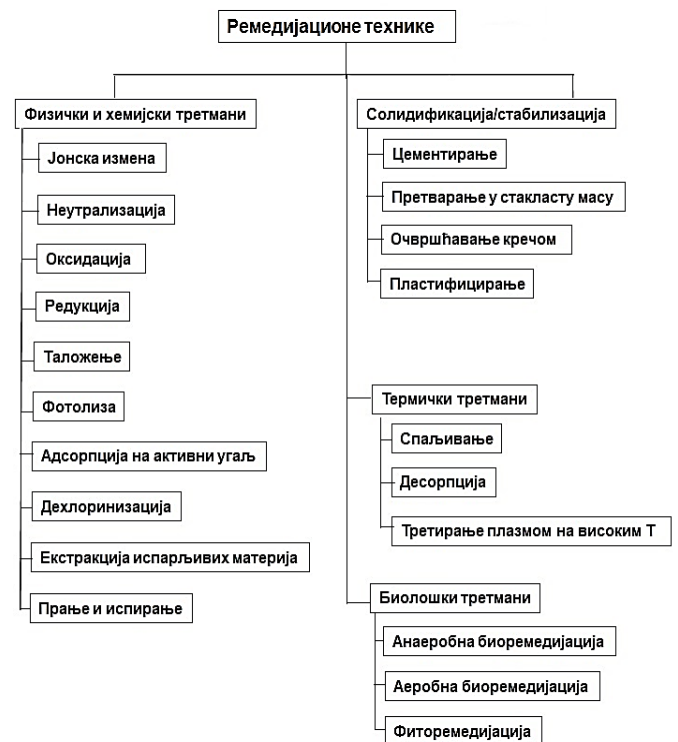 Ремедијационе технике
Физички и хемијски третмани
Јонска измена
Неутрализација
Оксидација
Редукција
Таложење
Фотолиза
Адсорпција на активни угаљ
Дехлоринизација
Екстракција испарљивих материја
Прање и испирање
Солидификација/стабилизација
Цементирање
Претварање у стакласту масу
Очвршћавање кречом
Пластифицирање
Термички третмани
Спаљивање
Десорпција
Третирање плазмом на високим Т
Биолошки третмани
Анаеробна биоремедијација
Аеробна биоремедијација
Фиторемедијација